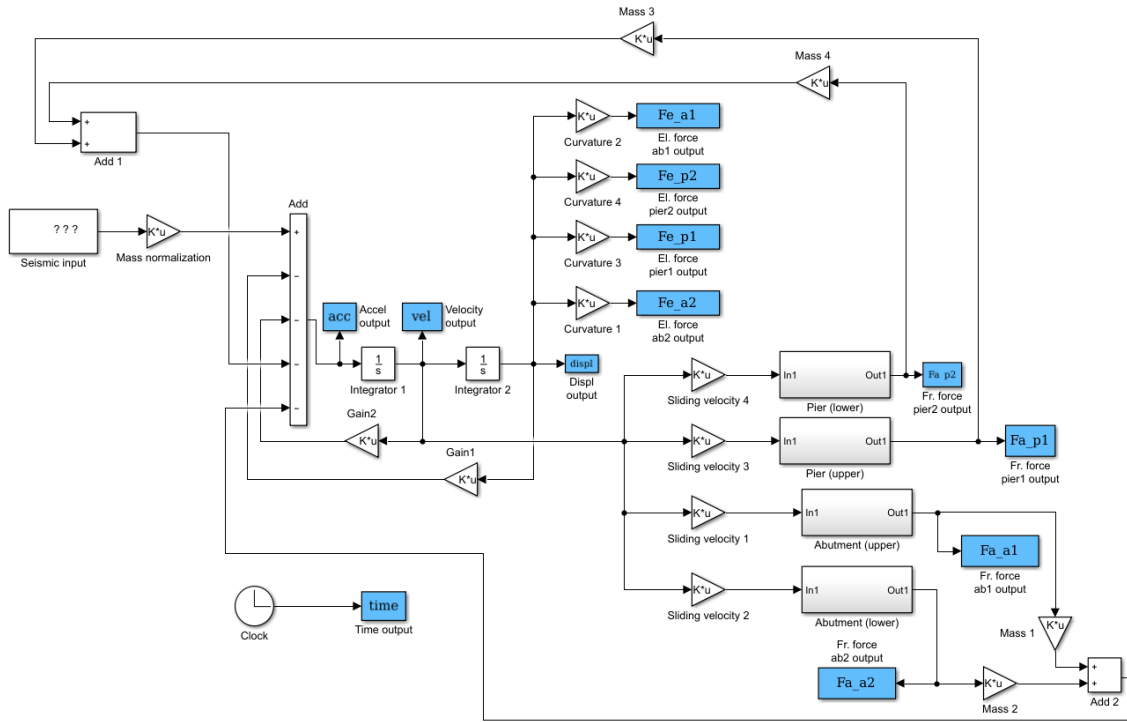 Mass 3
K*u
Mass 4
K*u
+
+
Add 1
K*u
Fe_a1
Curvature 2
El. force
ab1 output
K*u
Fe_p2
Curvature 4
El. force
pier2 output
? ? ?
Seismic input
K*u
Mass normalization
Add
+
−
−
−
−
K*u
Fe_p1
Curvature 3
El. force
pier1 output
K*u
Fe_a2
Curvature 1
El. force
ab2 output
acc
Accel
output
vel
Velocity
output
1
s
Integrator 1
1
s
Integrator 2
displ
Displ
output
K*u
Sliding velocity 4
In1
Out1
Pier (lower)
Fa p2
Fr. force
pier2 output
Gain2
K*u
Gain1
K*u
K*u
Sliding velocity 3
In1
Out1
Pier (upper)
Fa_p1
Fr. force
pier1 output
K*u
Sliding velocity 1
In1
Out1
Abutment (upper)
Fa_a1
Fr. force
ab1 output
K*u
Sliding velocity 2
In1
Out1
Abutment (lower)
Clock
time
Time output
Fr. force
ab2 output
Fa_a2
Mass 1
K*u
K*u
Mass 2
+
+
Add 2